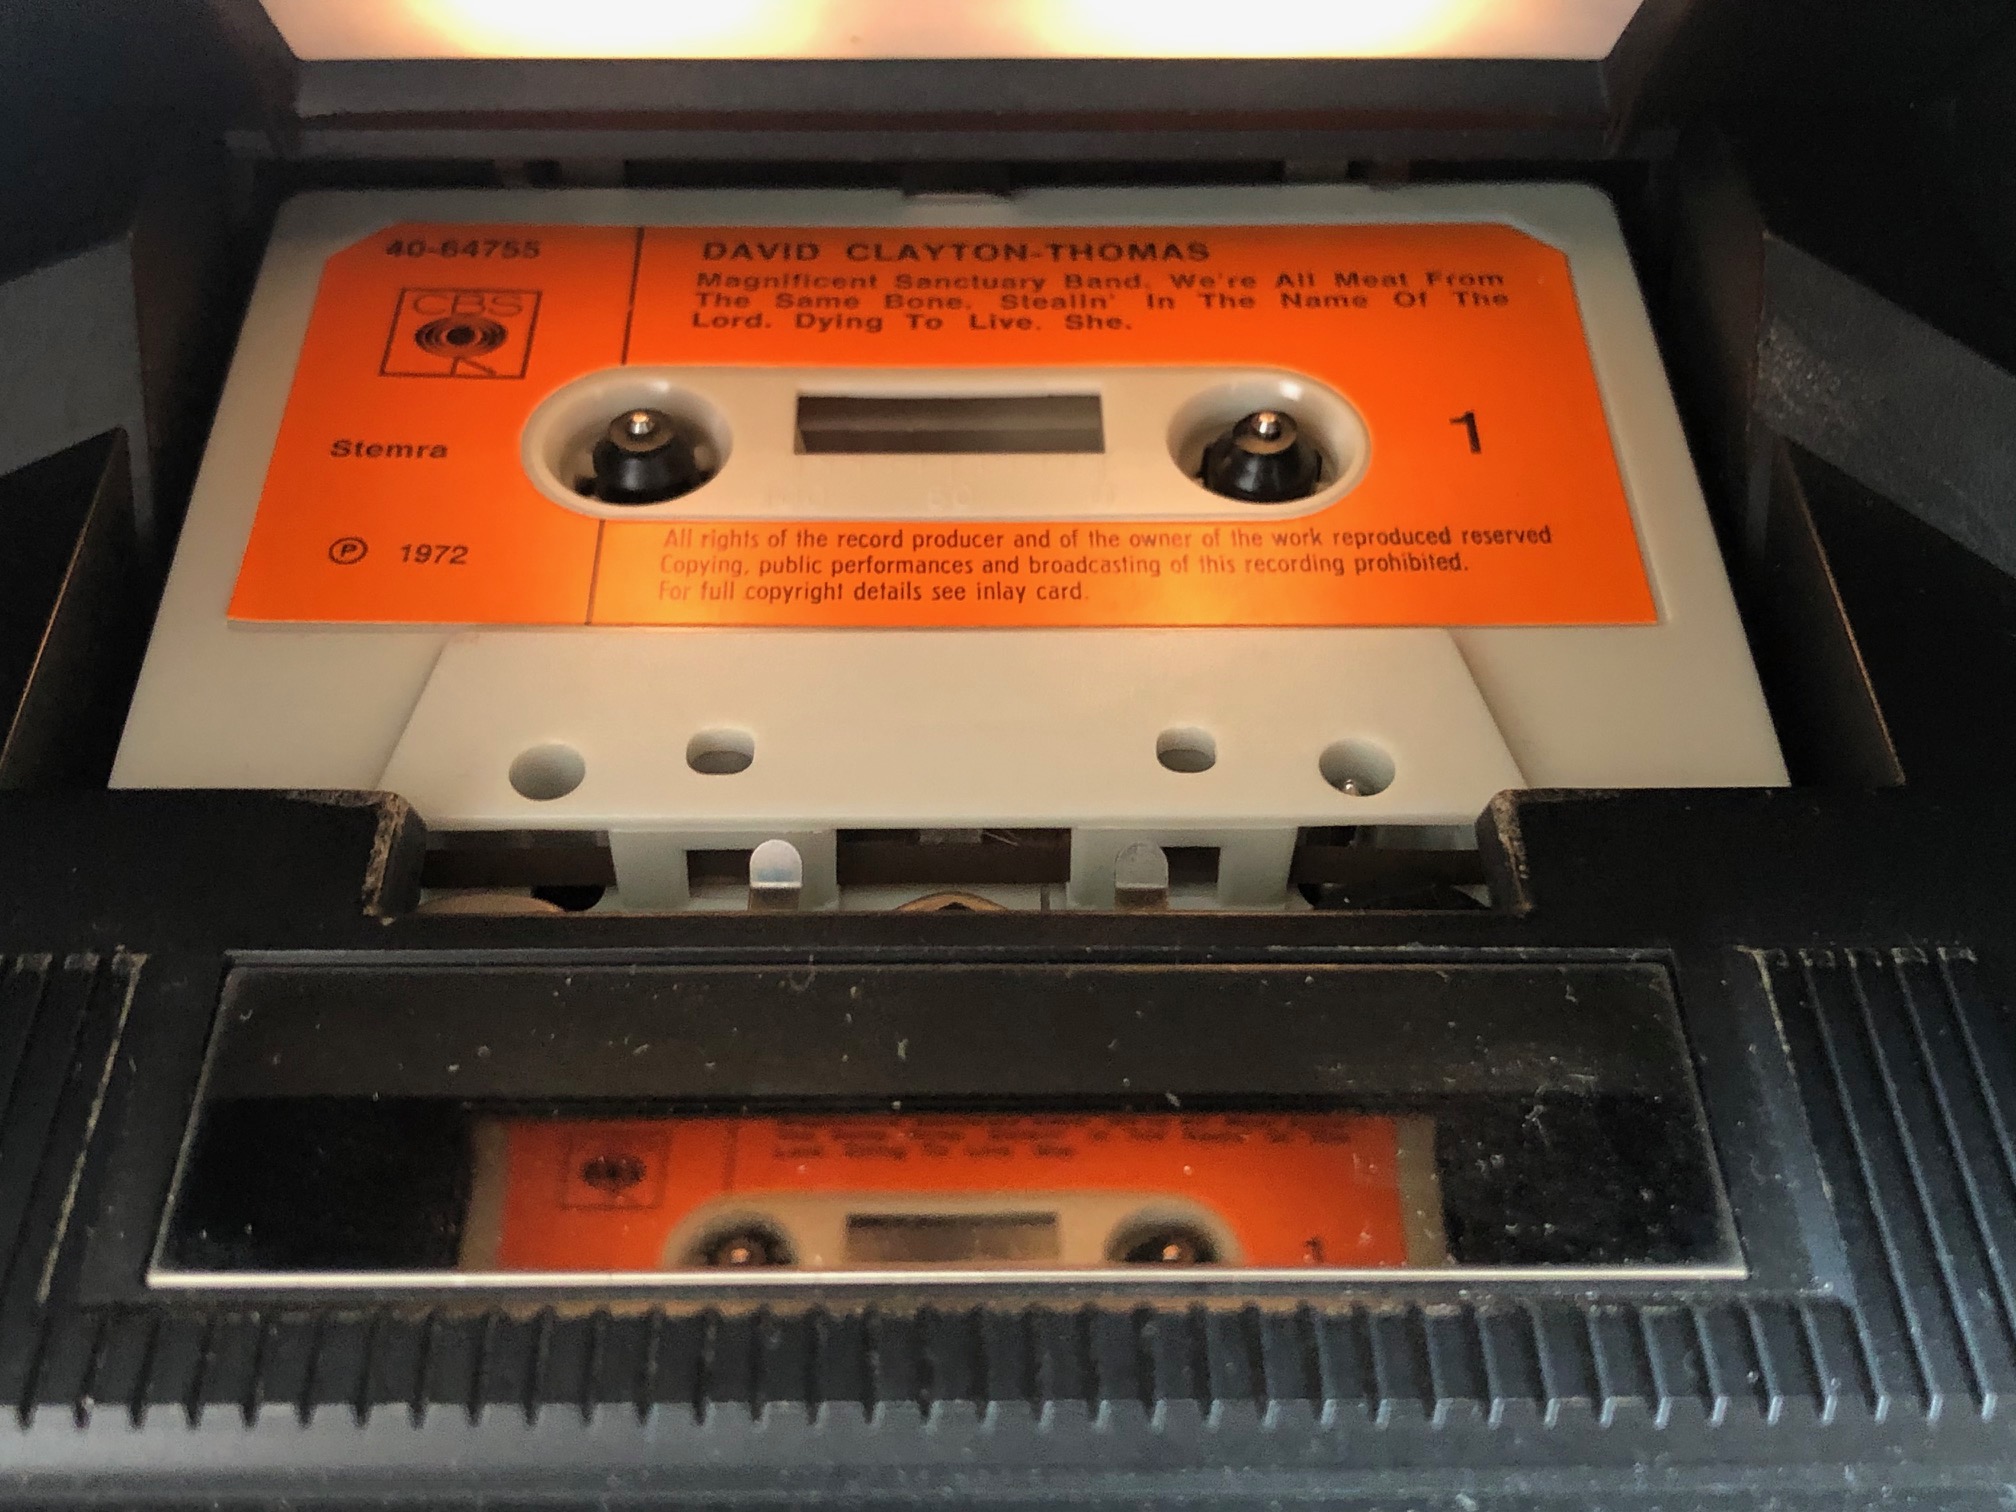 40-64755
CBS
Stemra
Ⓟ 1972
DAVID CLAYTON-THOMAS
Magnificent Sanctuary Band. We're All Meat From
The Same Bone. Stealin' In The Name Of The
Lord. Dying To Live. She.
1
All rights of the record producer and of the owner of the work reproduced reserved
Copying, public performances and broadcasting of this recording prohibited.
For full copyright details see inlay card.